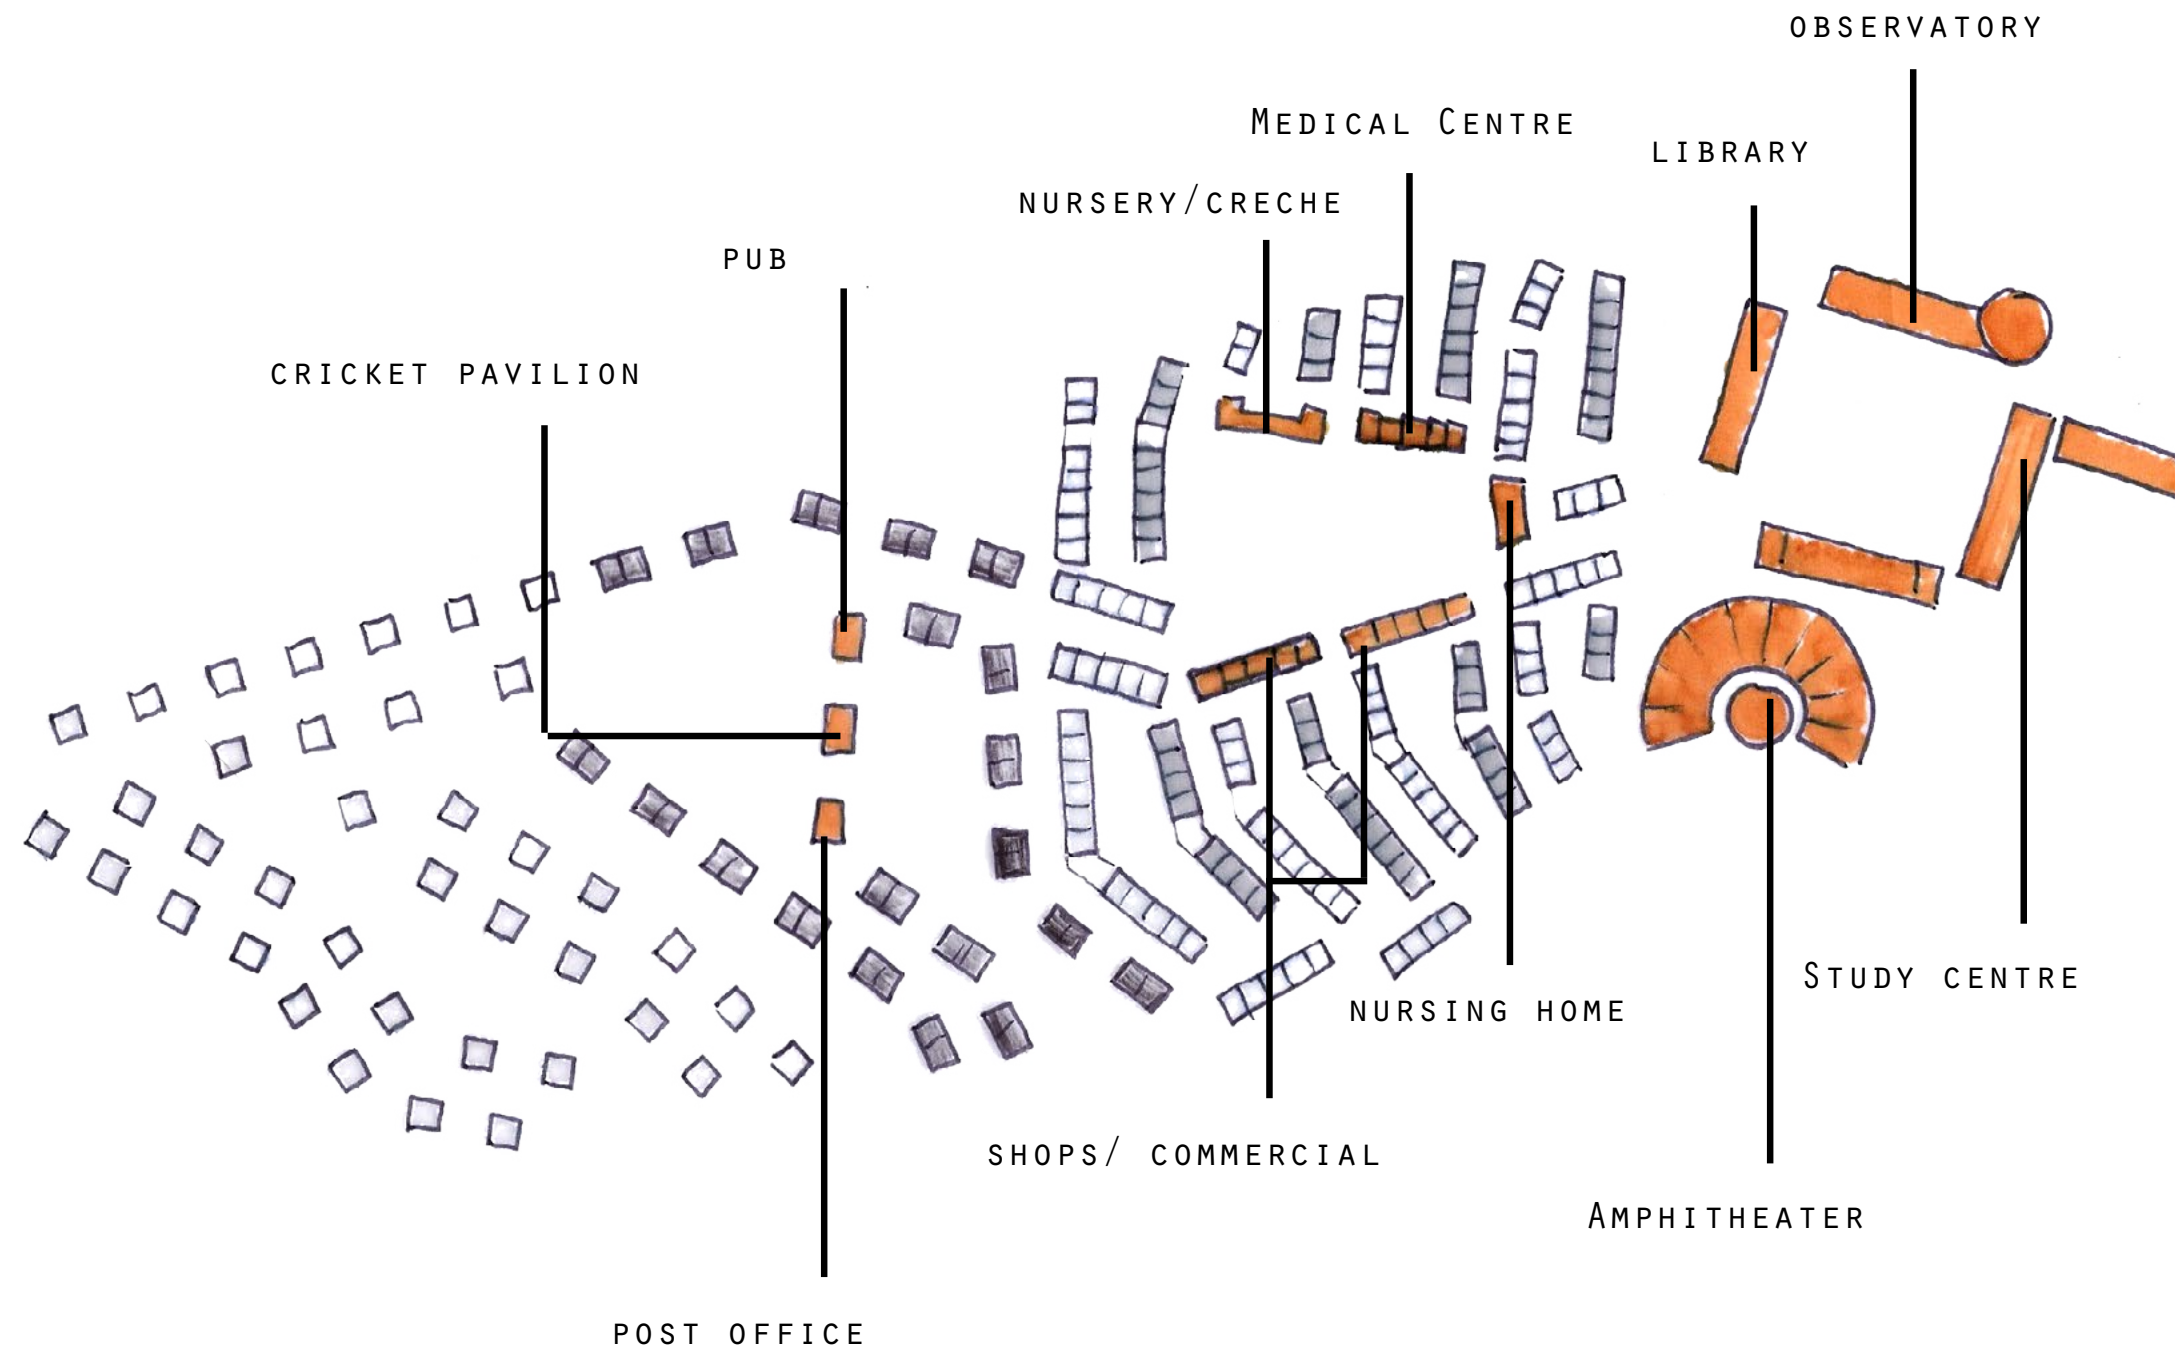 OBSERVATORY
MEDICAL CENTRE
LIBRARY
NURSERY/CRECHE
PUB
CRICKET PAVILION
STUDY CENTRE
NURSING HOME
SHOPS/ COMMERCIAL
AMPHITHEATER
POST OFFICE